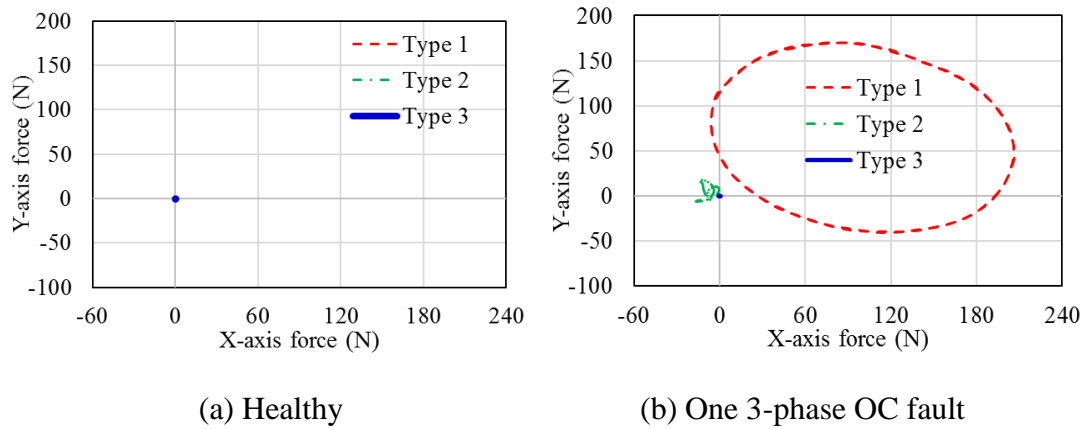 200
150
100
50
0
-50
-100
Y-axis force (N)
-60 0 60 120 180 240
X-axis force (N)
Type 1
Type 2
Type 3
(a) Healthy
200
150
100
50
0
-50
-100
Y-axis force (N)
-60 0 60 120 180 240
X-axis force (N)
Type 1
Type 2
Type 3
(b) One 3-phase OC fault